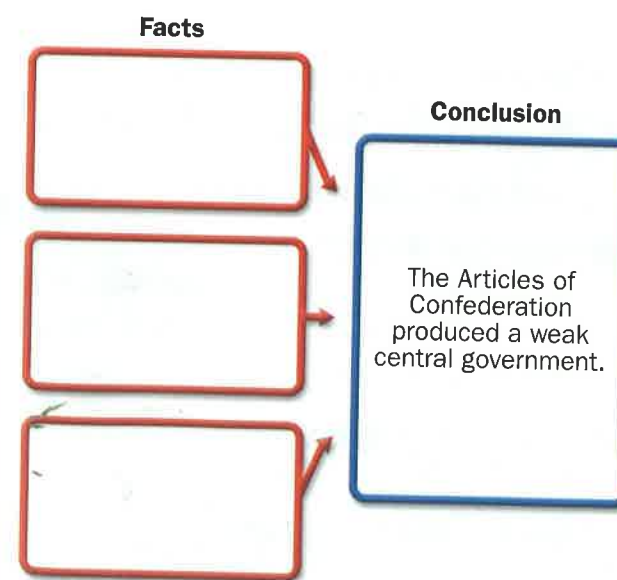 Facts
Conclusion
The Articles of
Confederation
produced a weak
central government.